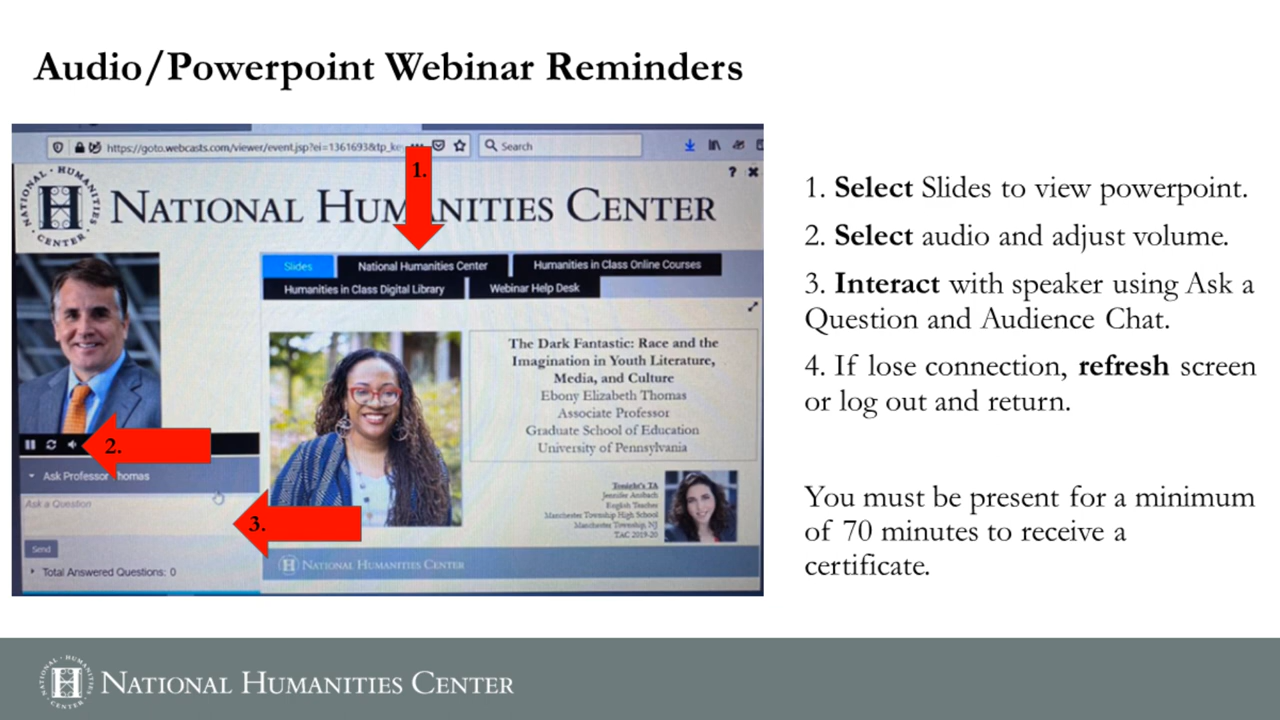 Audio/Powerpoint Webinar Reminders
https://goto.webcasts.com/viewer/event.jsp?ei=1361693&tp_ke
Search
1.
? ×
NATIONAL · HUMANITIES · CENTER ·
NATIONAL HUMANITIES CENTER
Slides
National Humanities Center
Humanities in Class Online Courses
Humanities in Class Digital Library
Webinar Help Desk
The Dark Fantastic: Race and the
Imagination in Youth Literature,
Media, and Culture
Ebony Elizabeth Thomas
Associate Professor
Graduate School of Education
University of Pennsylvania
2.
Ask Professor Thomas
Ask a Question
3.
Send
Total Answered Questions: 0
Tonight's TA
Jennifer Ansbach
English Teacher
Manchester Township High School
Manchester Township, NJ
TAC 2019-20
NATIONAL HUMANITIES CENTER
1. Select Slides to view powerpoint.
2. Select audio and adjust volume.
3. Interact with speaker using Ask a
Question and Audience Chat.
4. If lose connection, refresh screen
or log out and return.
You must be present for a minimum
of 70 minutes to receive a
certificate.
NATIONAL · HUMANITIES · CENTER ·
NATIONAL HUMANITIES CENTER